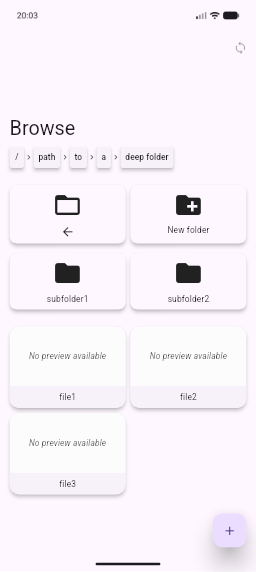 20:03
Browse
/ › path › to › a › deep folder
←
New folder
subfolder1
subfolder2
No preview available
No preview available
file1
file2
No preview available
file3
+